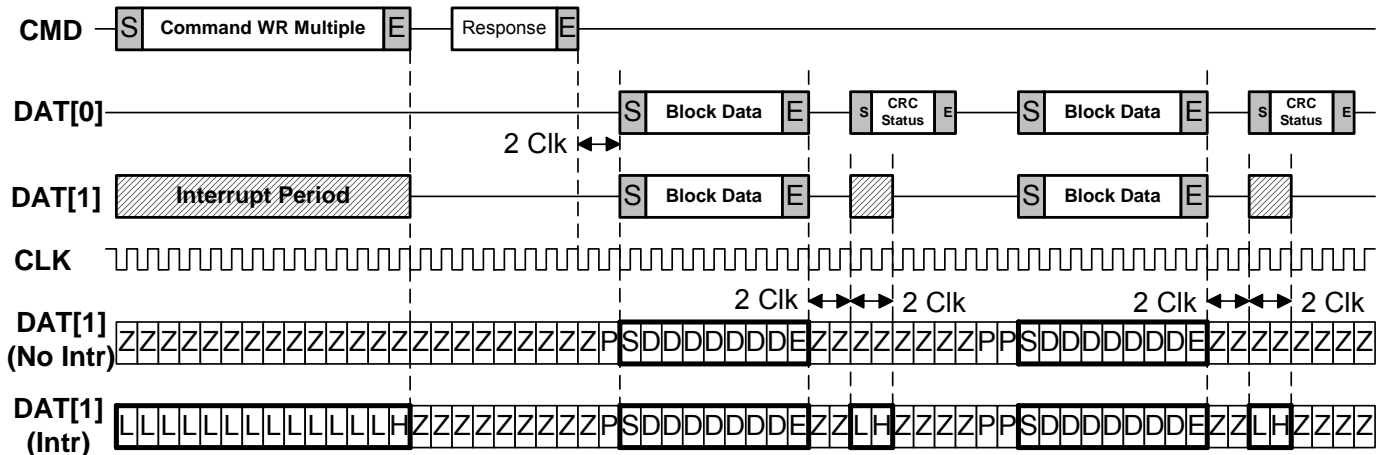 CMD S Command WR Multiple E Response E
DAT[0] S Block Data E S CRC Status E S Block Data E S CRC Status E
2 Clk
DAT[1] Interrupt Period S Block Data E S Block Data E
CLK
2 Clk 2 Clk 2 Clk 2 Clk
DAT[1]
(No Intr) ZZZZZZZZZZZZZZZZZZZZZZZPSDDDDDDDEZZZZZZZZPPSDDDDDDDEZZZZZZZZ
DAT[1]
(Intr) LLLLLLLLLLLLLHZZZZZZZZZPSDDDDDDDEZZLHZZZZPPSDDDDDDDEZZLHZZZZ